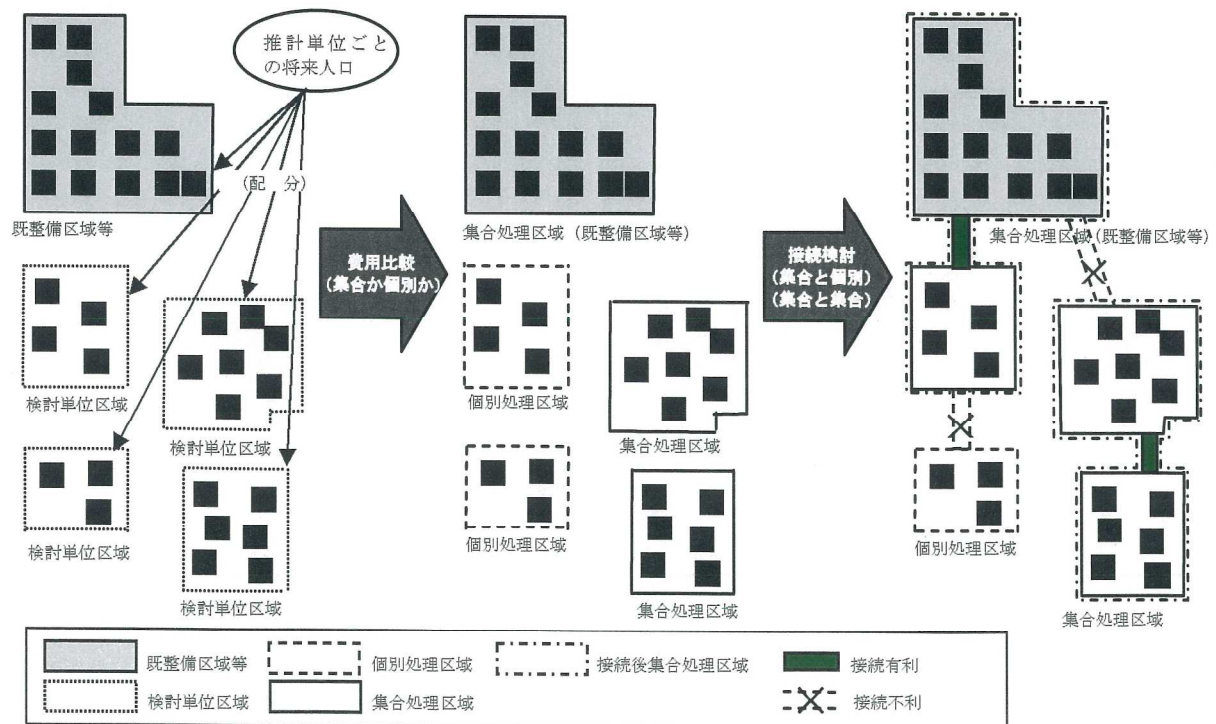 推計単位ごと
の将来人口
(配 分)
既整備区域等
検討単位区域
検討単位区域
検討単位区域
検討単位区域
費用比較
(集合か個別か)
集合処理区域(既整備区域等)
個別処理区域
集合処理区域
個別処理区域
集合処理区域
接続検討
(集合と個別)
(集合と集合)
集合処理区域(既整備区域等)
個別処理区域
集合処理区域
既整備区域等
個別処理区域
接続後集合処理区域
接続有利
検討単位区域
集合処理区域
接続不利